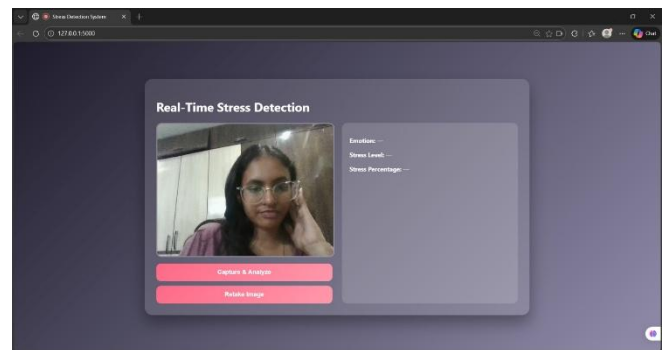 Stress Detection System
127.0.0.1:5000
Chat
Real-Time Stress Detection
Emotion: —
Stress Level: —
Stress Percentage: —
Capture & Analyze
Retake Image